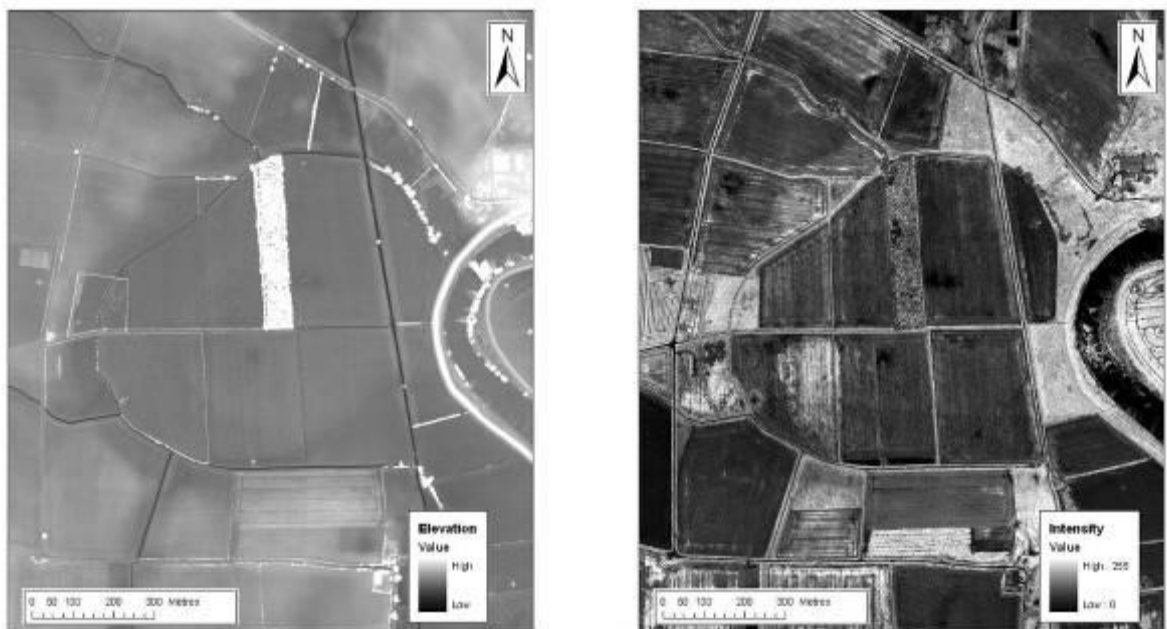 N
Elevation
Value
High
Low
0 50 100 200 300 Metres
N
Intensity
Value
High : 255
Low : 0
0 50 100 200 300 Metres